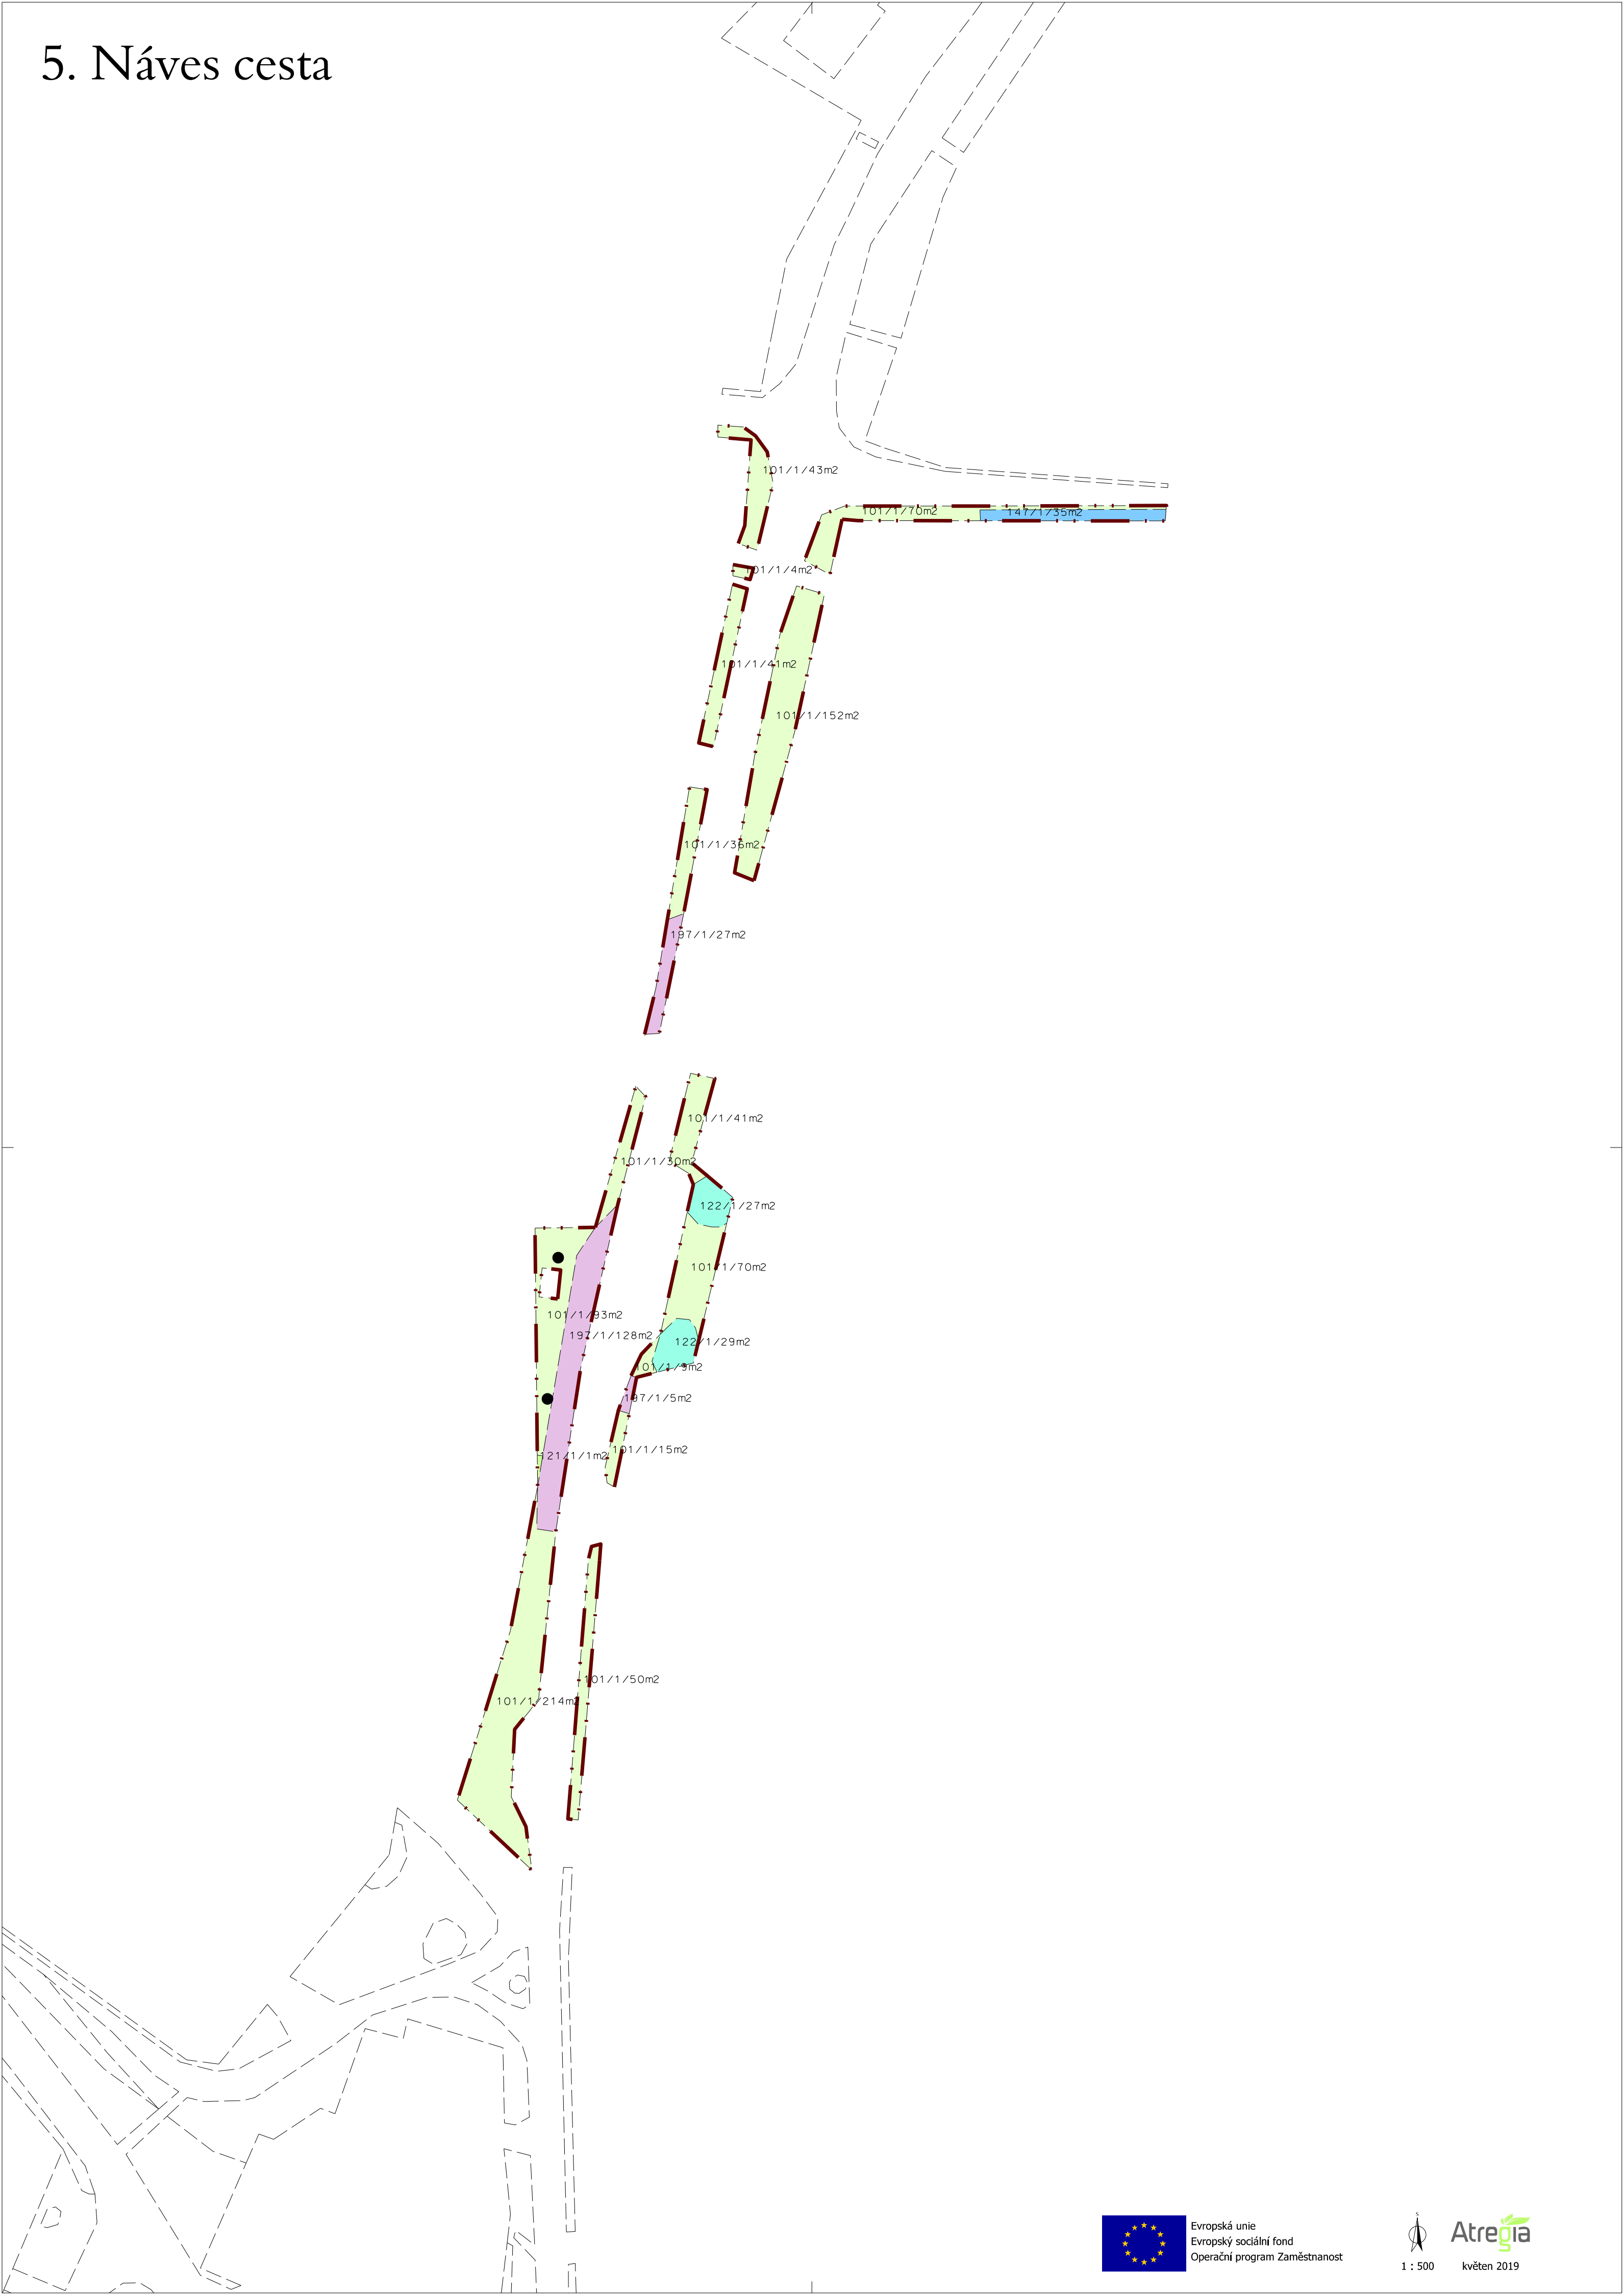 5. Náves cesta
101/1/43m2
101/1/70m2
147/1/35m2
101/1/4m2
101/1/41m2
101/1/152m2
101/1/36m2
197/1/27m2
101/1/41m2
101/1/30m2
122/1/27m2
101/1/70m2
101/1/93m2
197/1/128m2
122/1/29m2
101/1/9m2
197/1/5m2
101/1/15m2
121/1/1m2
101/1/50m2
101/1/214m2
Evropská unie
Evropský sociální fond
Operační program Zaměstnanost
S
Atregia
1 : 500
květen 2019